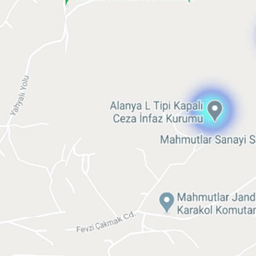 Alanya L Tipi Kapalı
Ceza İnfaz Kurumu
Yaylalı Yolu
Mahmutlar Sanayi S
Mahmutlar Jand
Karakol Komutan
Fevzi Çakmak Cd.